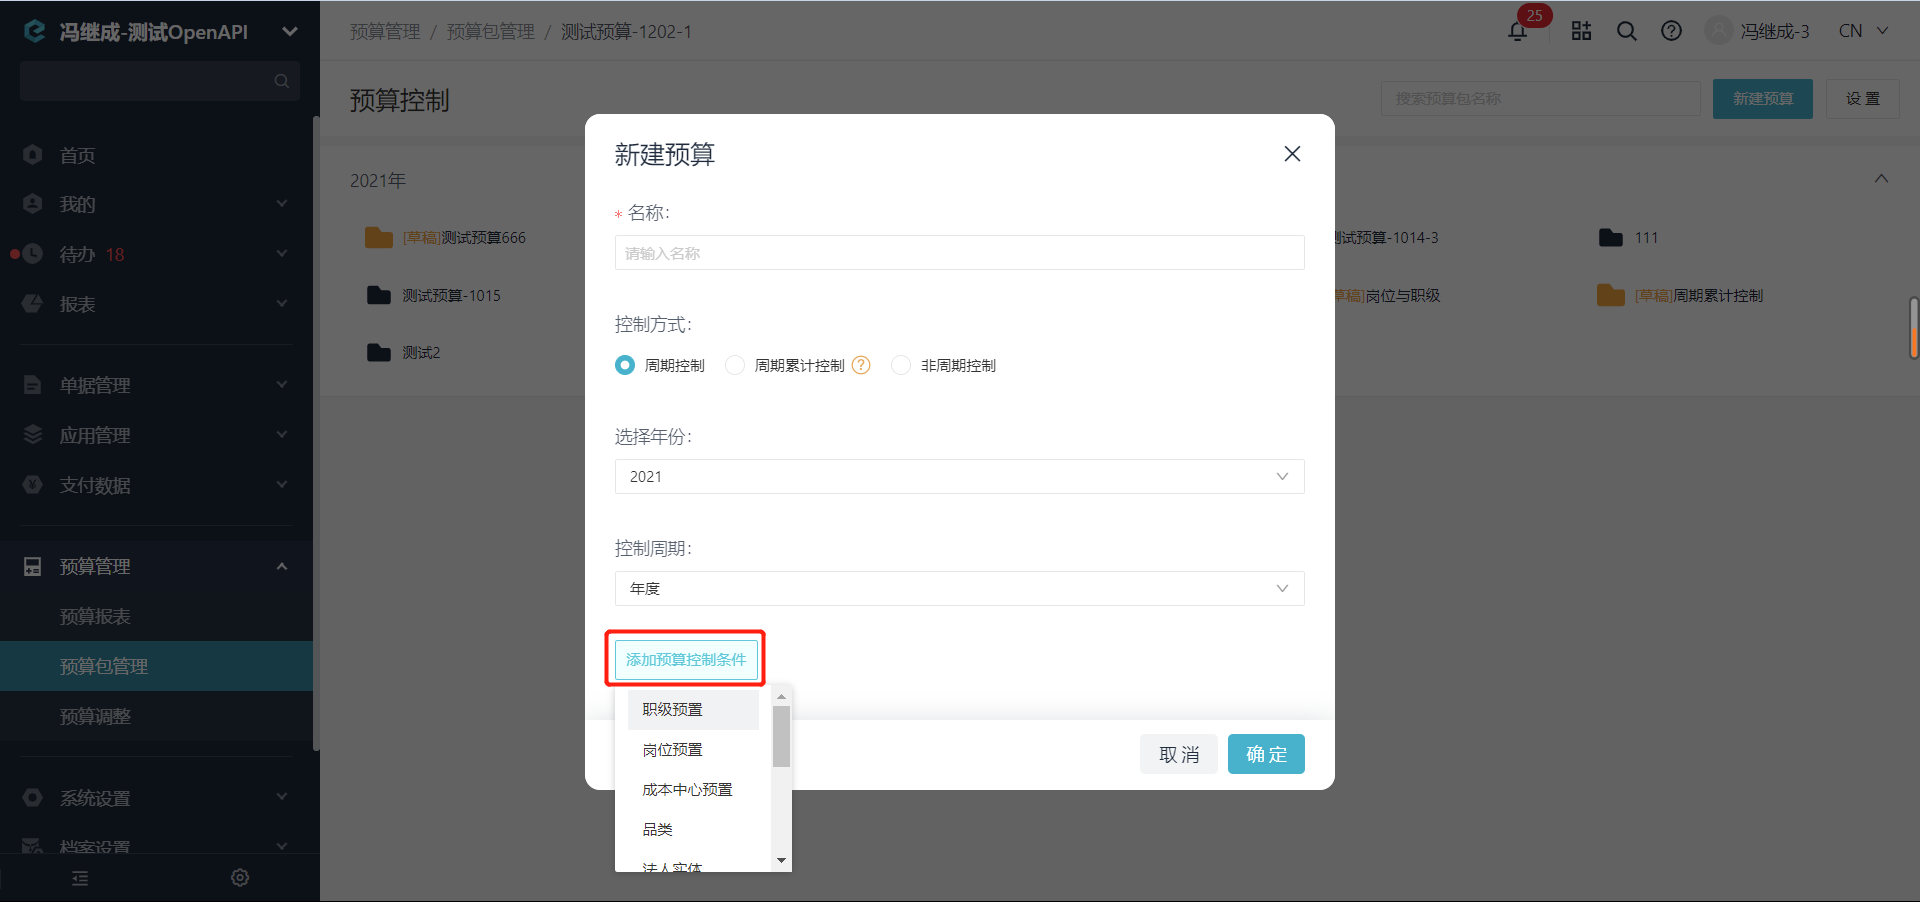 冯继成-测试OpenAPI
预算管理 / 预算包管理 / 测试预算-1202-1
25
冯继成-3
CN
预算控制
搜索预算包名称
新建预算
设 置
首页
我的
待办 18
报表
单据管理
应用管理
支付数据
预算管理
预算报表
预算包管理
预算调整
系统设置
档案设置
2021年
[草稿]测试预算666
测试预算-1014-3
111
测试预算-1015
草稿]岗位与职级
[草稿]周期累计控制
测试2
新建预算
* 名称:
请输入名称
控制方式:
周期控制
周期累计控制
非周期控制
选择年份:
2021
控制周期:
年度
添加预算控制条件
职级预置
岗位预置
成本中心预置
品类
法人实体
取 消
确 定